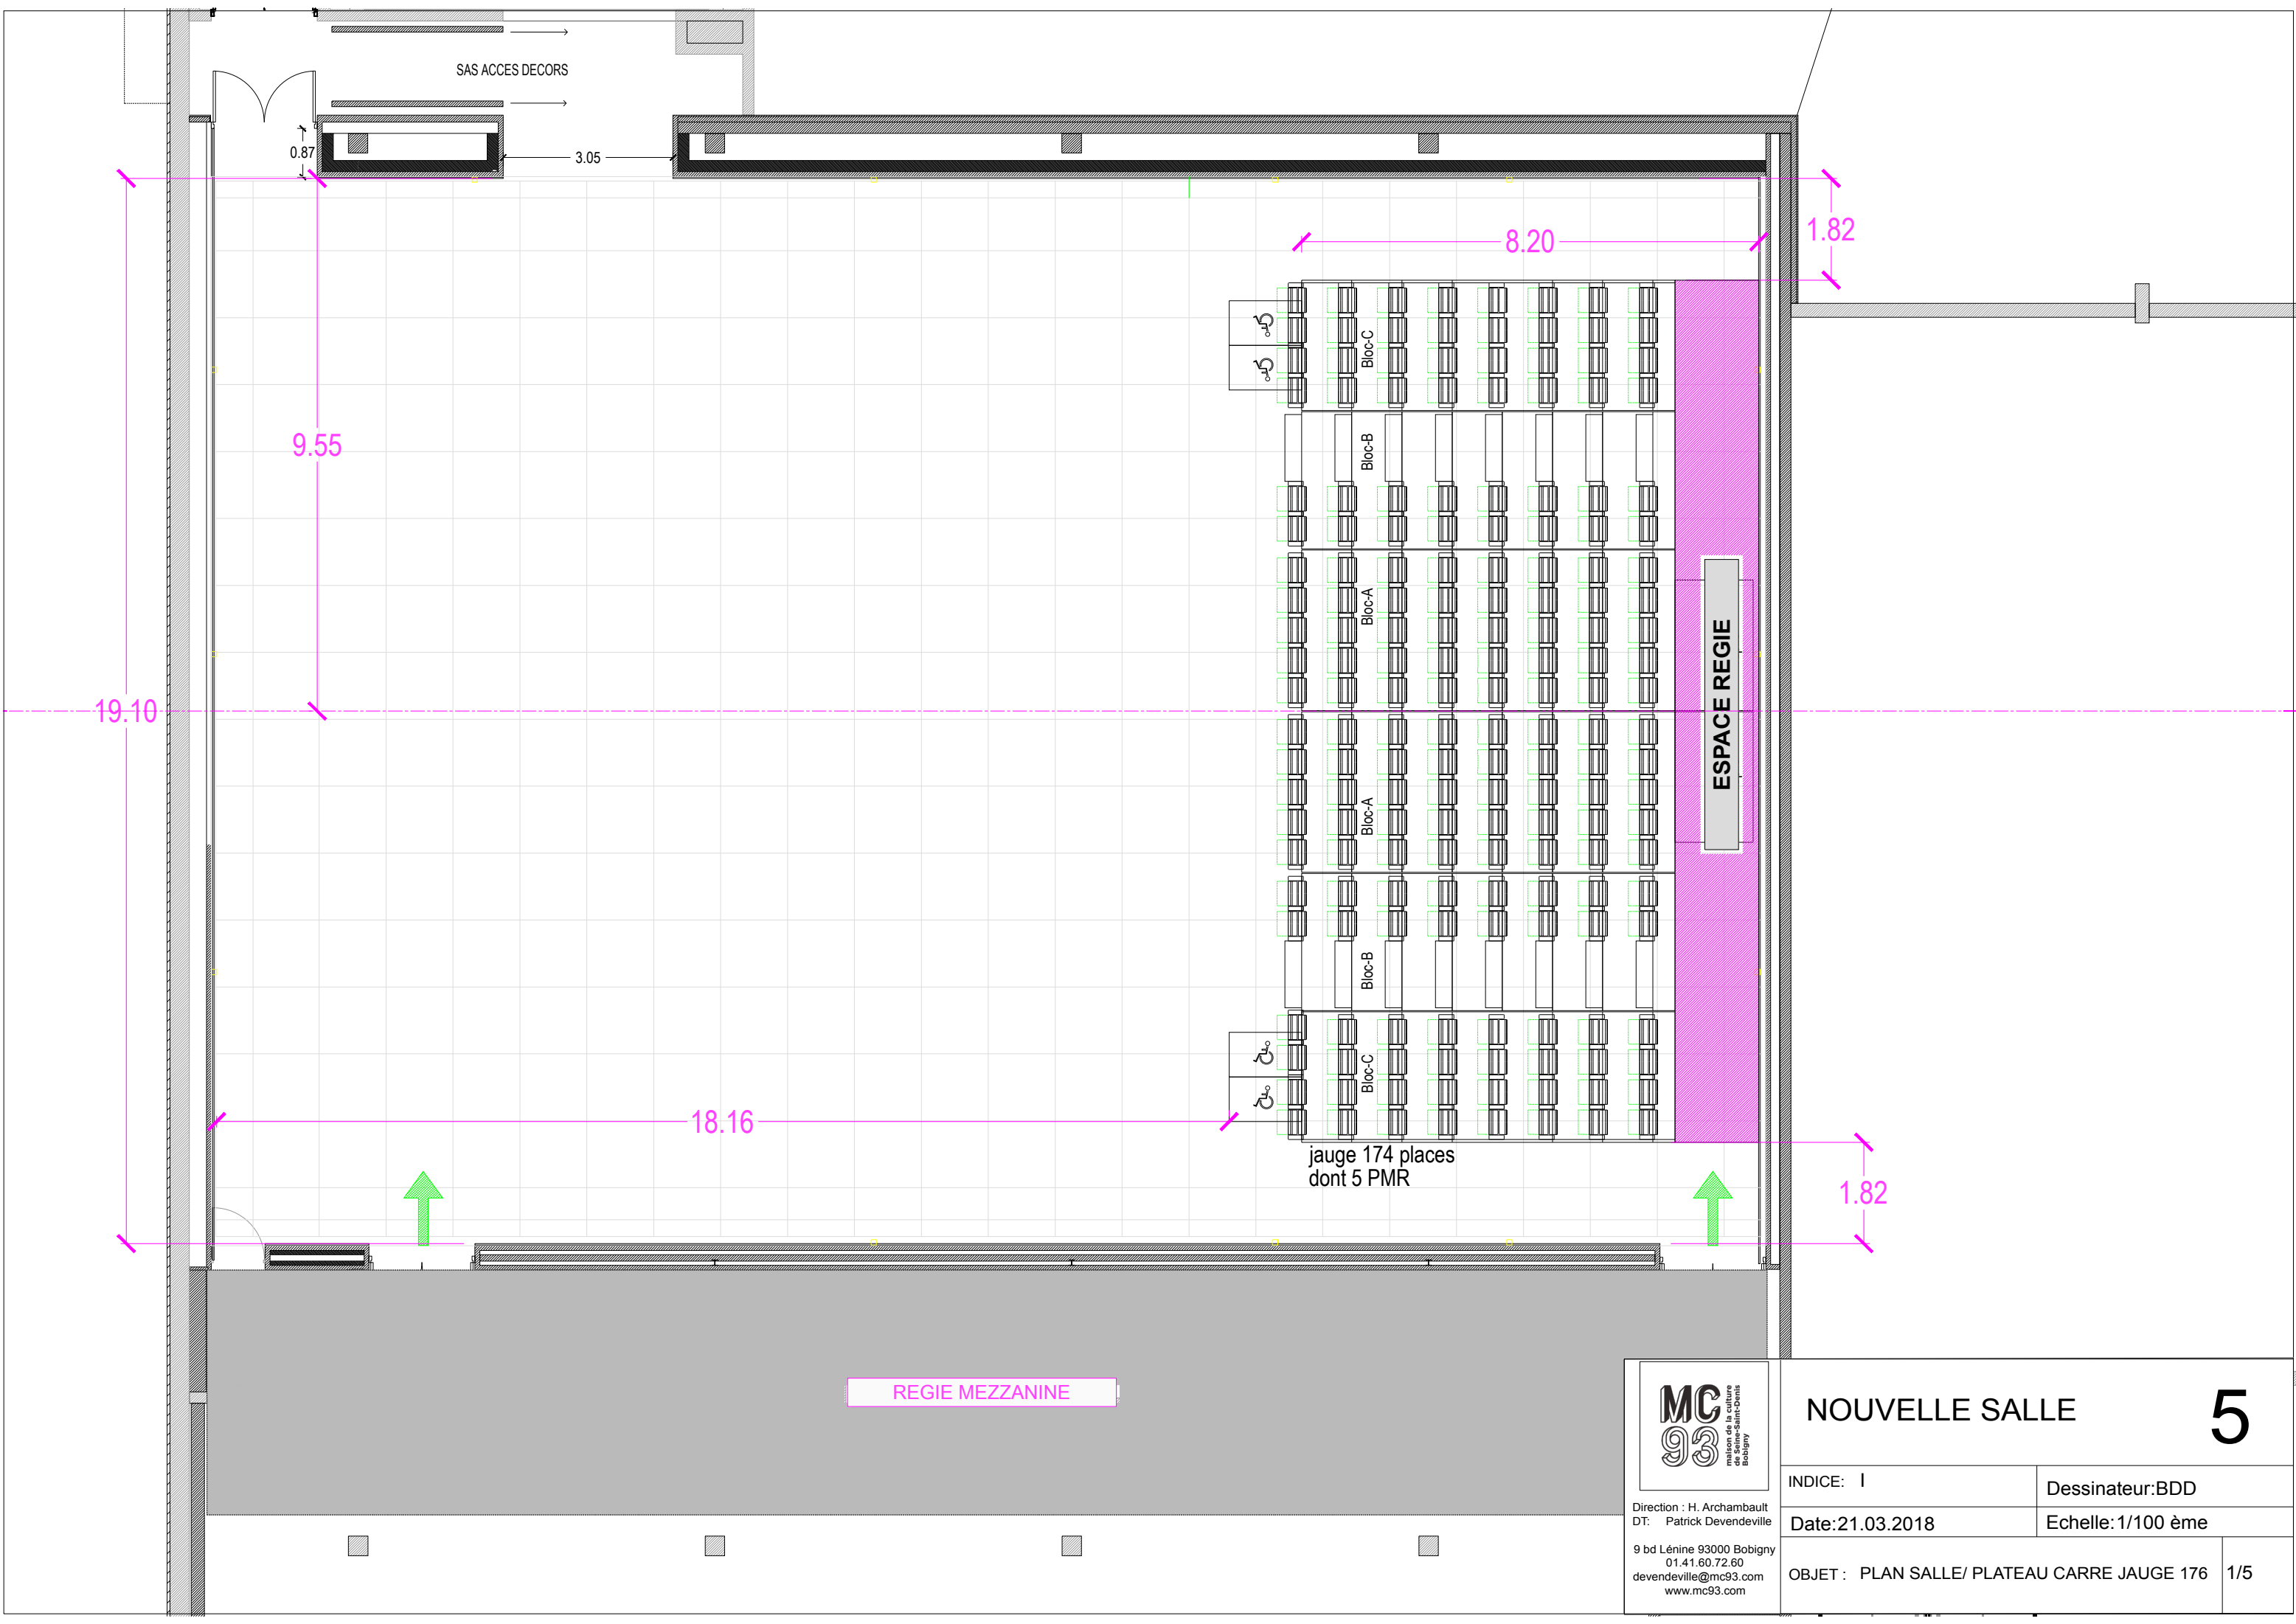 SAS ACCES DECORS
0.87
3.05
1.82
8.20
Bloc-C
9.55
Bloc-B
Bloc-A
ESPACE REGIE
19.10
Bloc-A
Bloc-B
Bloc-C
18.16
jauge 174 places
dont 5 PMR
1.82
REGIE MEZZANINE
MC
93
maison de la culture
de Seine-Saint-Denis
Bobigny
NOUVELLE SALLE
5
INDICE: I
Dessinateur:BDD
Direction : H. Archambault
DT: Patrick Devendeville
Date:21.03.2018
Echelle:1/100 ème
9 bd Lénine 93000 Bobigny
01.41.60.72.60
devendeville@mc93.com
www.mc93.com
OBJET : PLAN SALLE/ PLATEAU CARRE JAUGE 176
1/5